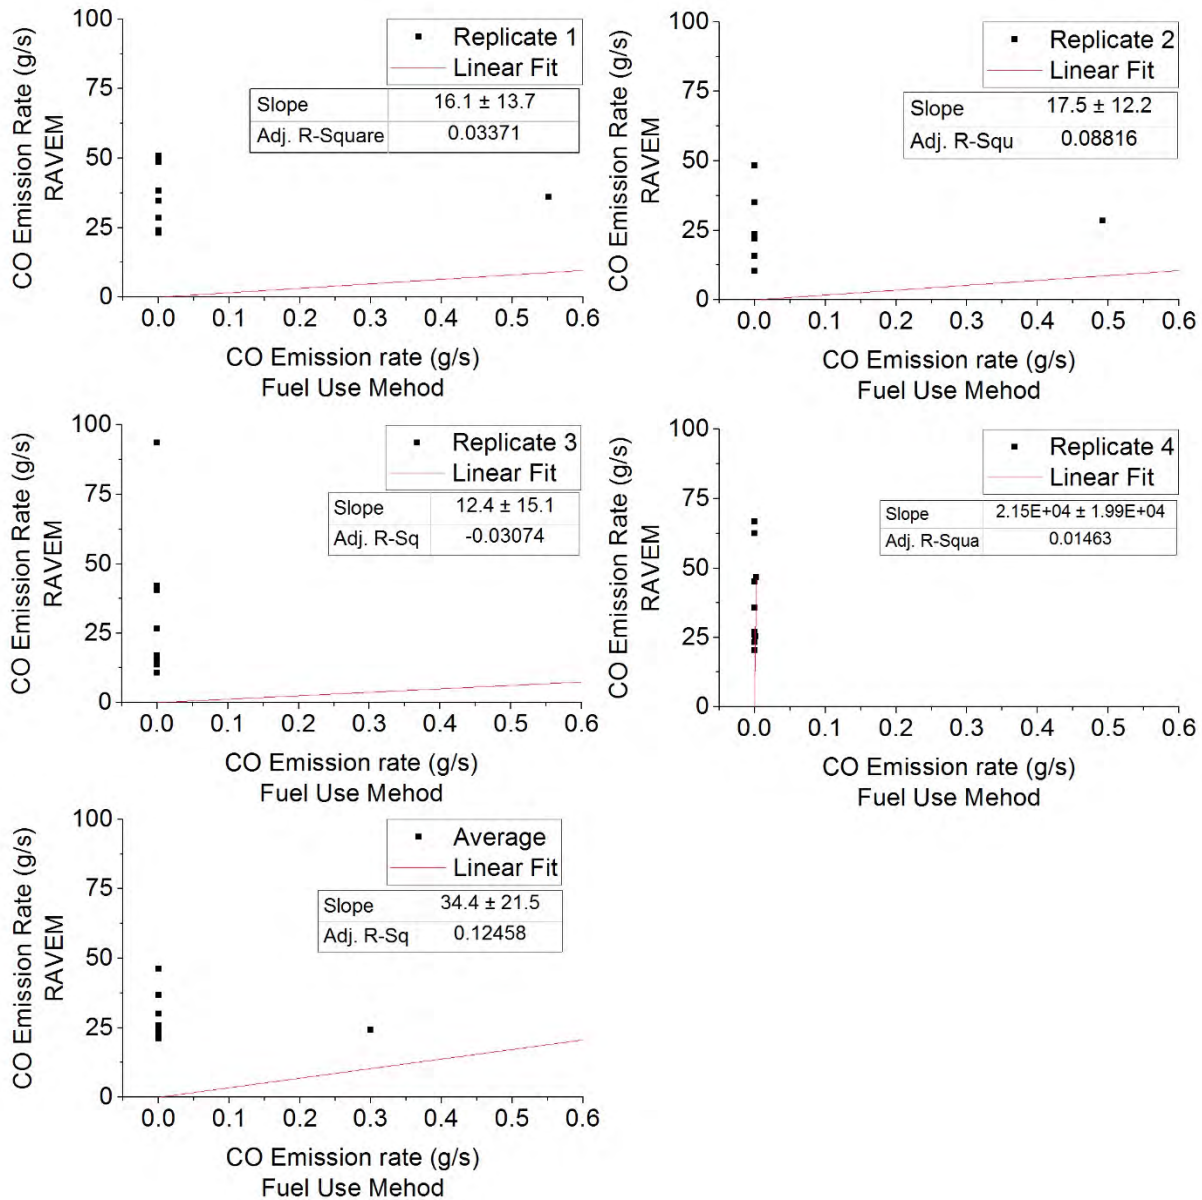 100
75
50
25
0
CO Emission Rate (g/s)
RAVEM
Replicate 1
Linear Fit
Slope 16.1 ± 13.7
Adj. R-Square 0.03371
0.0 0.1 0.2 0.3 0.4 0.5 0.6
CO Emission rate (g/s)
Fuel Use Mehod
100
75
50
25
0
CO Emission Rate (g/s)
RAVEM
Replicate 2
Linear Fit
Slope 17.5 ± 12.2
Adj. R-Squ 0.08816
0.0 0.1 0.2 0.3 0.4 0.5 0.6
CO Emission rate (g/s)
Fuel Use Mehod
100
75
50
25
0
CO Emission Rate (g/s)
RAVEM
Replicate 3
Linear Fit
Slope 12.4 ± 15.1
Adj. R-Sq -0.03074
0.0 0.1 0.2 0.3 0.4 0.5 0.6
CO Emission rate (g/s)
Fuel Use Mehod
100
75
50
25
0
CO Emission Rate (g/s)
RAVEM
Replicate 4
Linear Fit
Slope 2.15E+04 ± 1.99E+04
Adj. R-Squa 0.01463
0.0 0.1 0.2 0.3 0.4 0.5 0.6
CO Emission rate (g/s)
Fuel Use Mehod
100
75
50
25
0
CO Emission Rate (g/s)
RAVEM
Average
Linear Fit
Slope 34.4 ± 21.5
Adj. R-Sq 0.12458
0.0 0.1 0.2 0.3 0.4 0.5 0.6
CO Emission rate (g/s)
Fuel Use Mehod